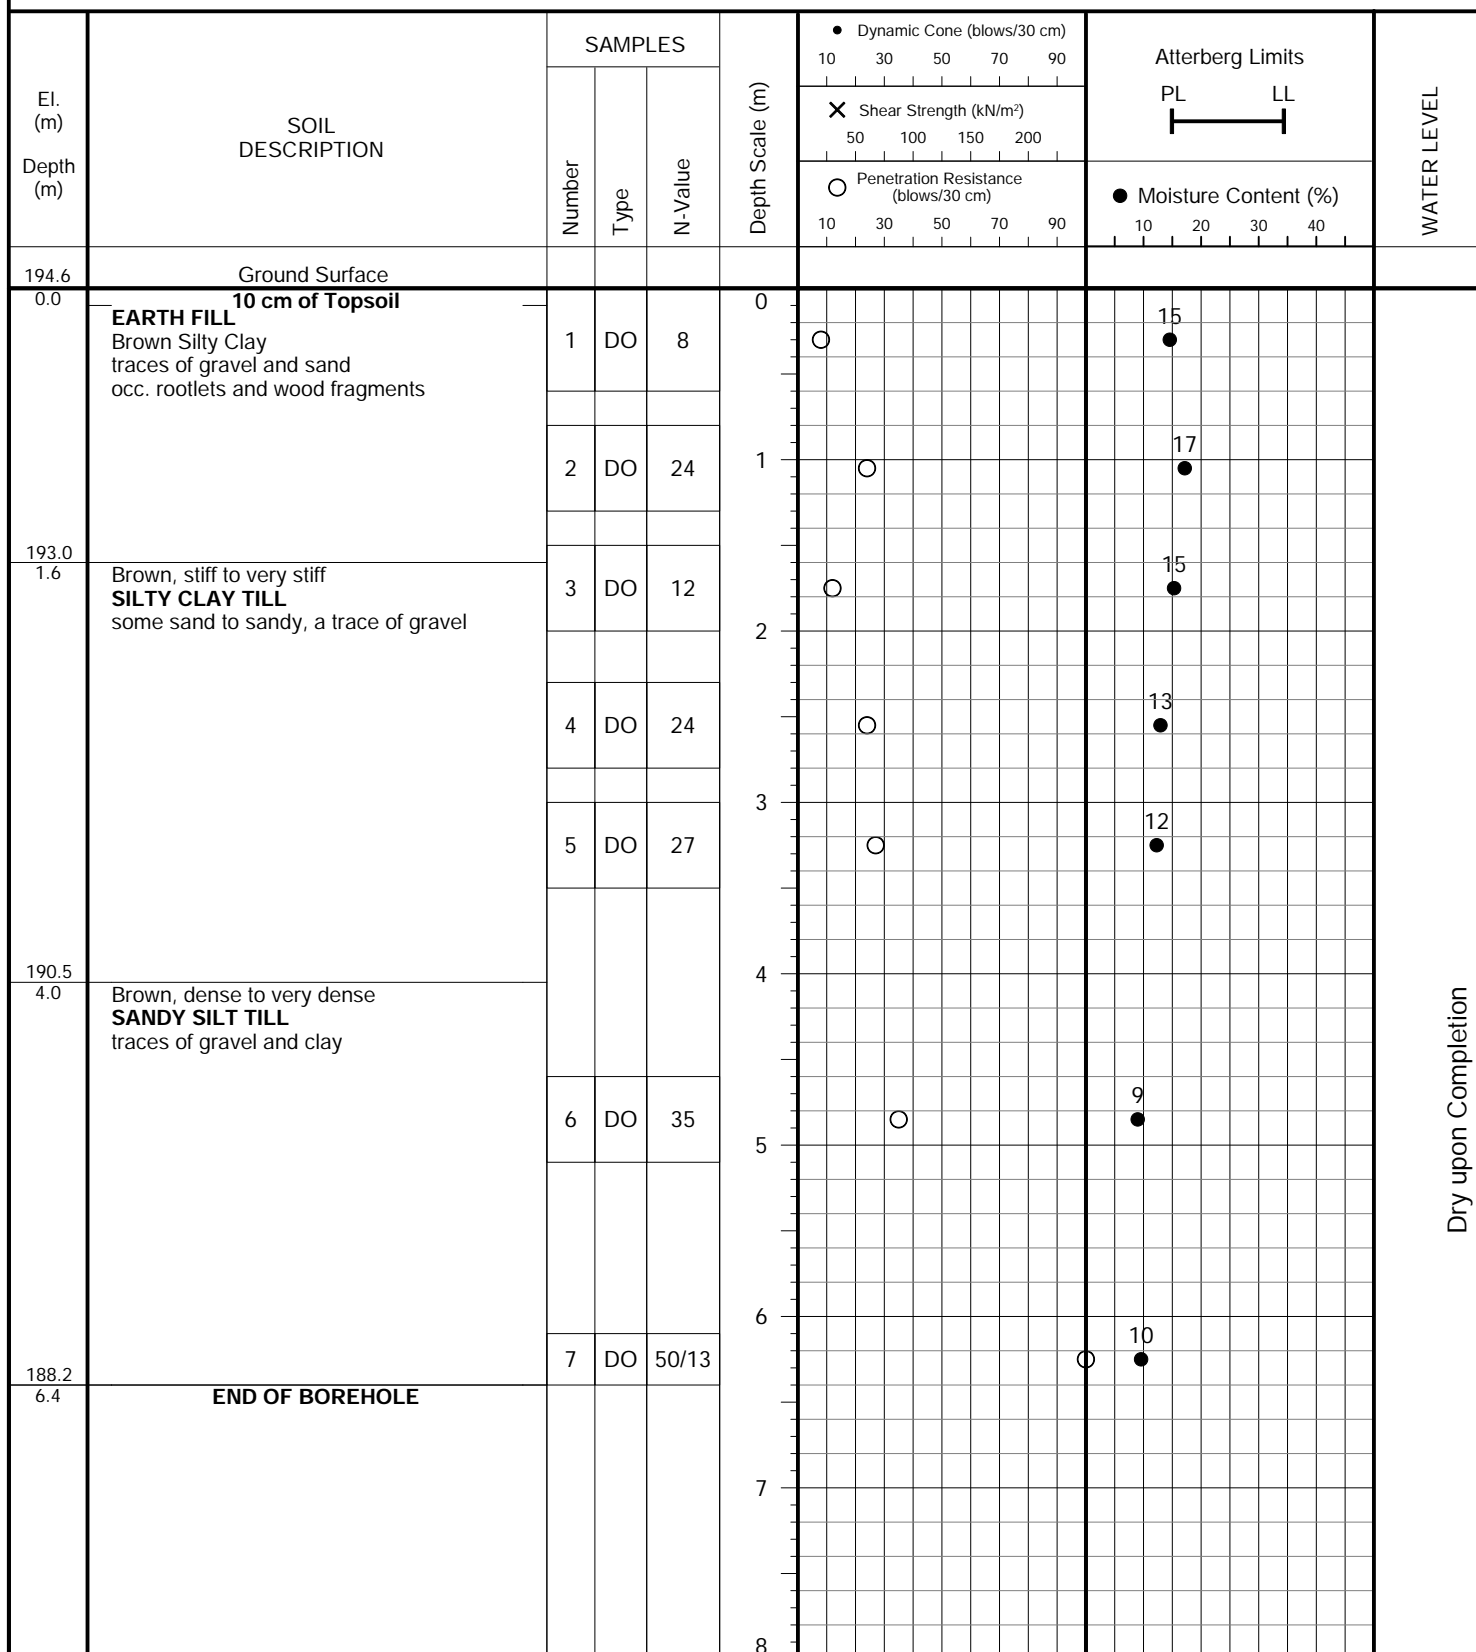 El.
(m)
Depth
(m)
SOIL
DESCRIPTION
SAMPLES
Number
Type
N-Value
Depth Scale (m)
● Dynamic Cone (blows/30 cm)
10 30 50 70 90
✕ Shear Strength (kN/m²)
50 100 150 200
○ Penetration Resistance
(blows/30 cm)
10 30 50 70 90
Atterberg Limits
PL LL
● Moisture Content (%)
10 20 30 40
WATER LEVEL
194.6 Ground Surface
0.0 10 cm of Topsoil 0
EARTH FILL
Brown Silty Clay
traces of gravel and sand
occ. rootlets and wood fragments
1 DO 8 15
2 DO 24 1 17
193.0
1.6 Brown, stiff to very stiff
SILTY CLAY TILL
some sand to sandy, a trace of gravel
3 DO 12 15
2
4 DO 24 13
3
5 DO 27 12
190.5 4
4.0 Brown, dense to very dense
SANDY SILT TILL
traces of gravel and clay
6 DO 35 9
5
Dry upon Completion
6
7 DO 50/13 10
188.2
6.4 END OF BOREHOLE
7
8